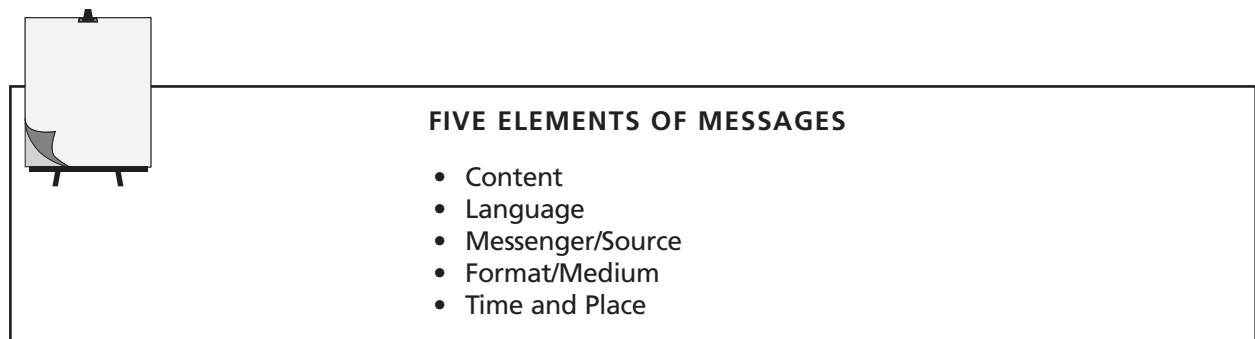 FIVE ELEMENTS OF MESSAGES
• Content
• Language
• Messenger/Source
• Format/Medium
• Time and Place